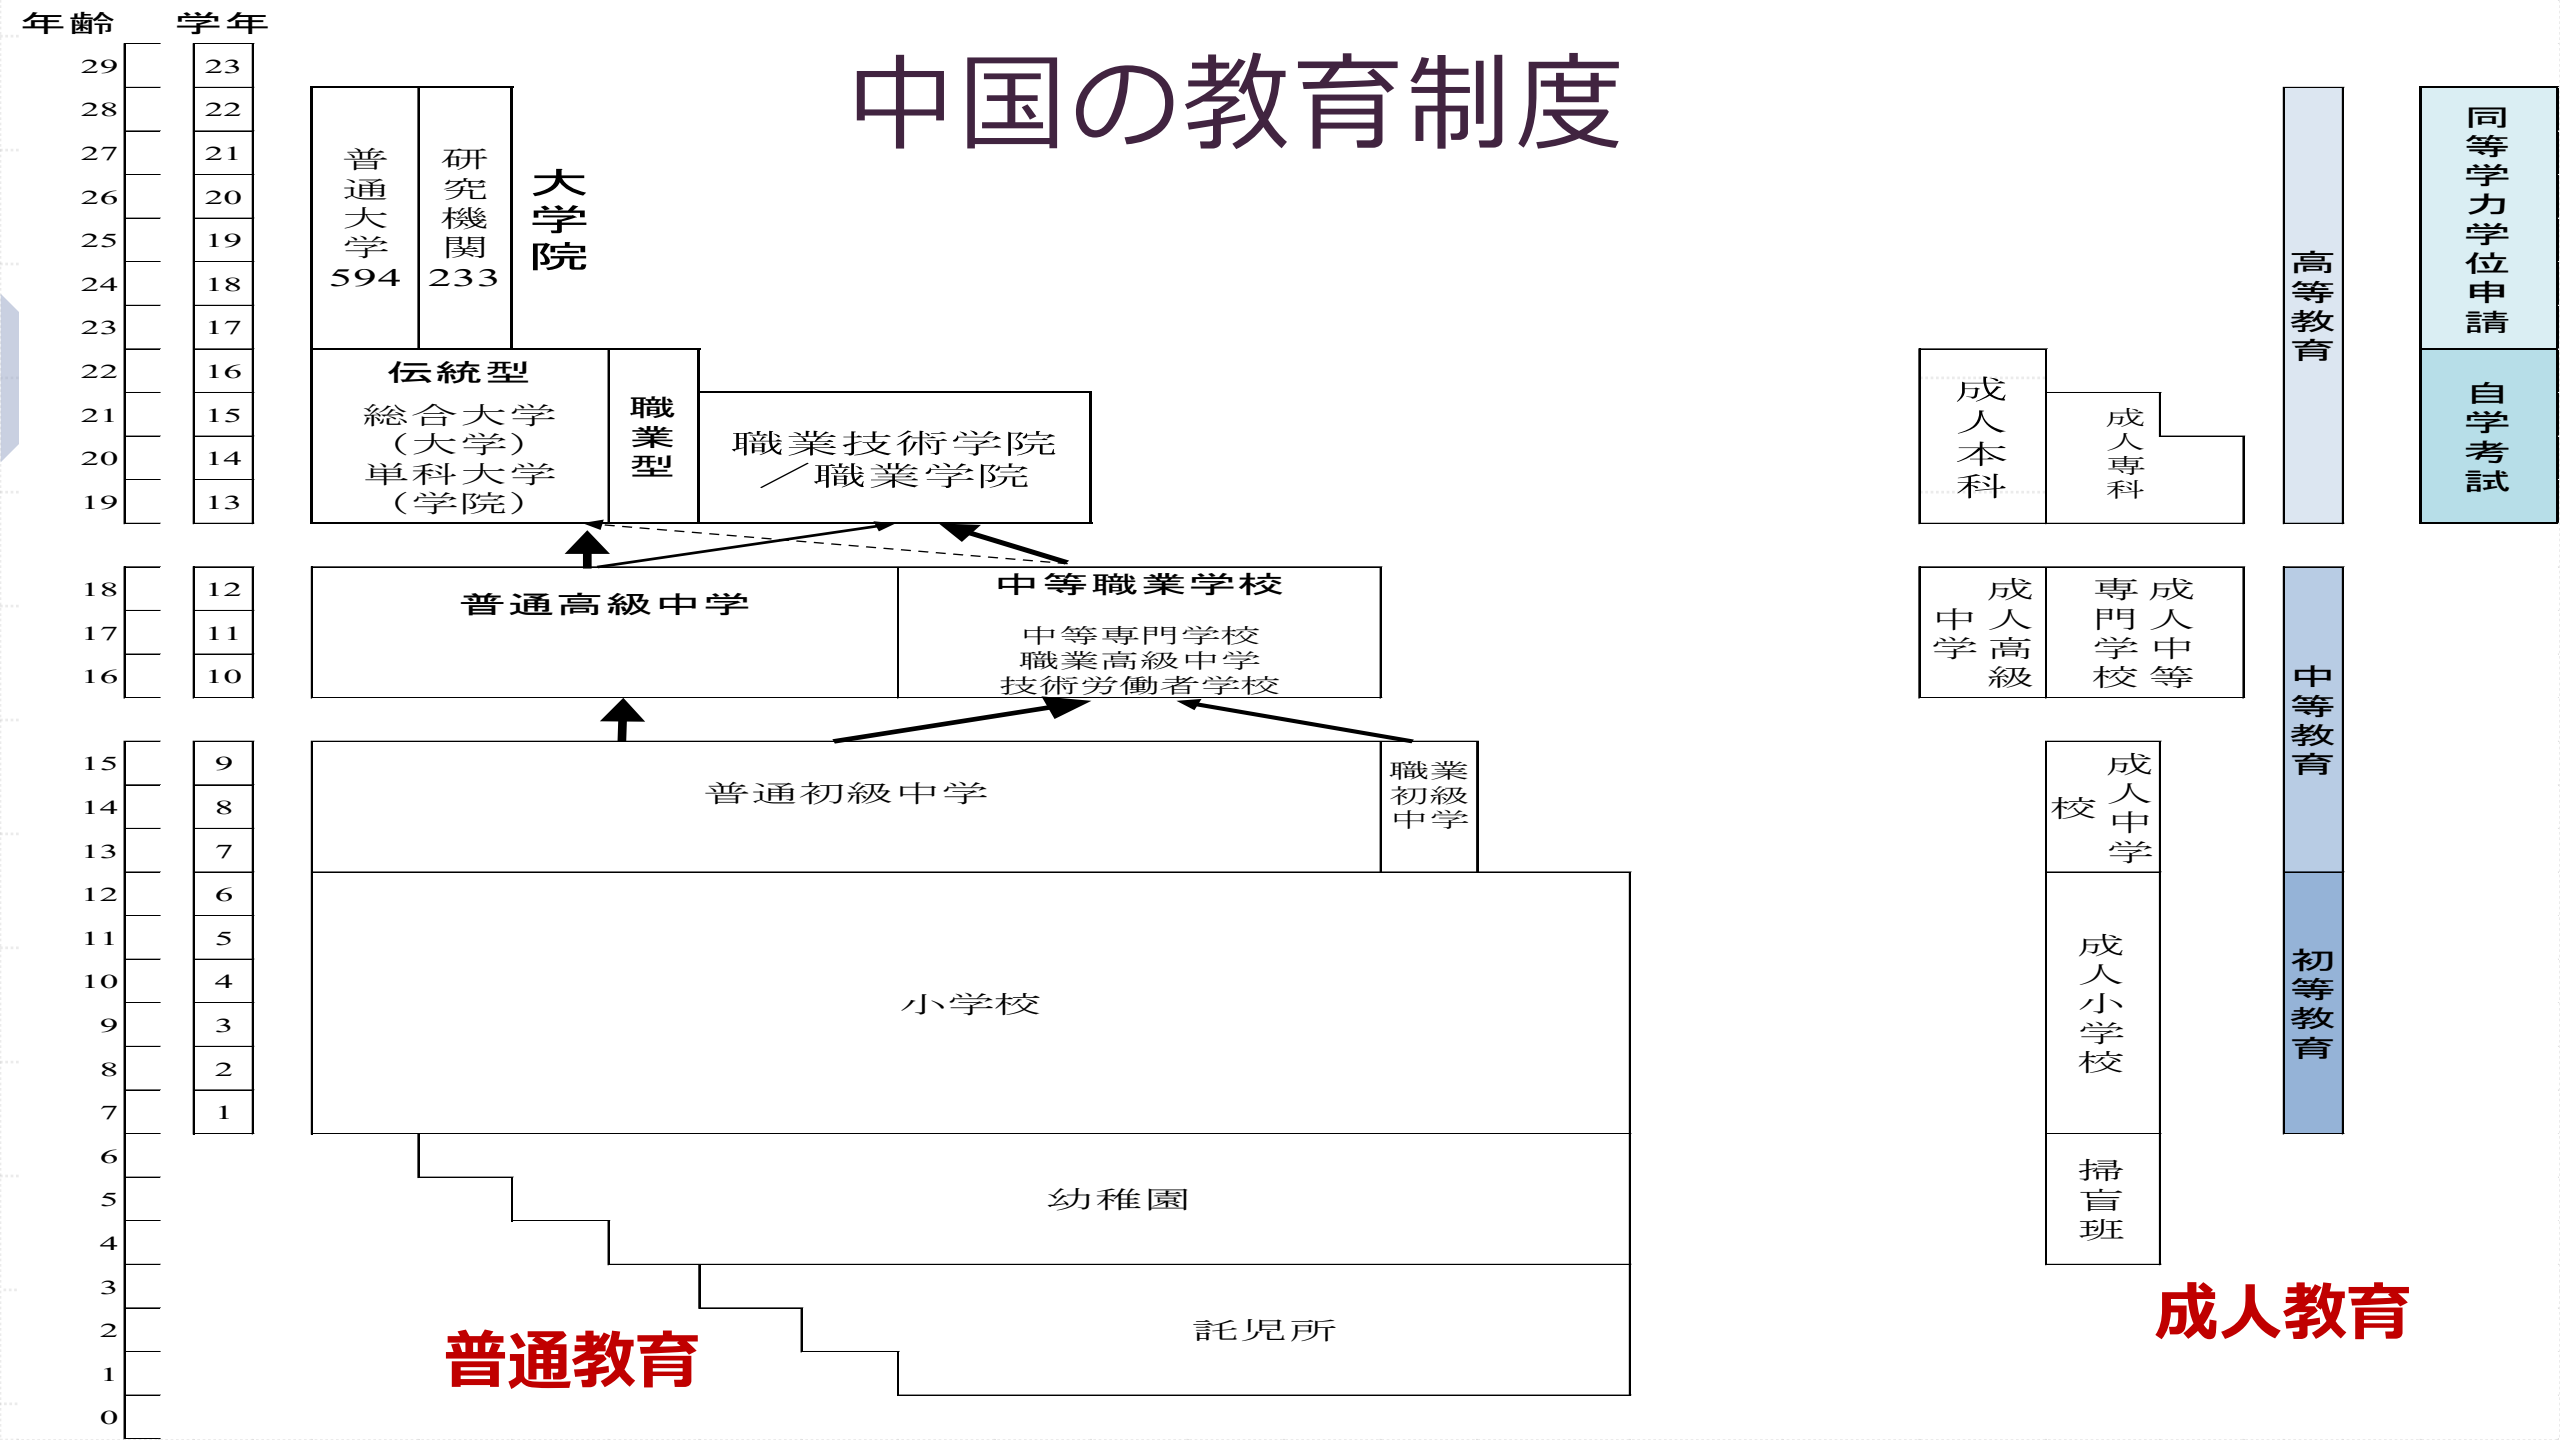 中国の教育制度
年齢 学年
29 23
28 22
27 21
26 20
25 19
24 18
23 17
22 16
21 15
20 14
19 13
18 12
17 11
16 10
15 9
14 8
13 7
12 6
11 5
10 4
9 3
8 2
7 1
6
5
4
3
2
1
0
普通大学
594
研究機関
233
大学院
伝統型
総合大学
（大学）
単科大学
（学院）
職業型
職業技術学院
／職業学院
普通高級中学
中等職業学校
中等専門学校
職業高級中学
技術労働者学校
普通初級中学
職業
初級
中学
小学校
幼稚園
託児所
普通教育
成人本科
成人専科
成人高級
中学
成人中等
専門学校
成人中学
校
成人小学校
掃盲班
成人教育
高等教育
中等教育
初等教育
同等学力学位申請
自学考試